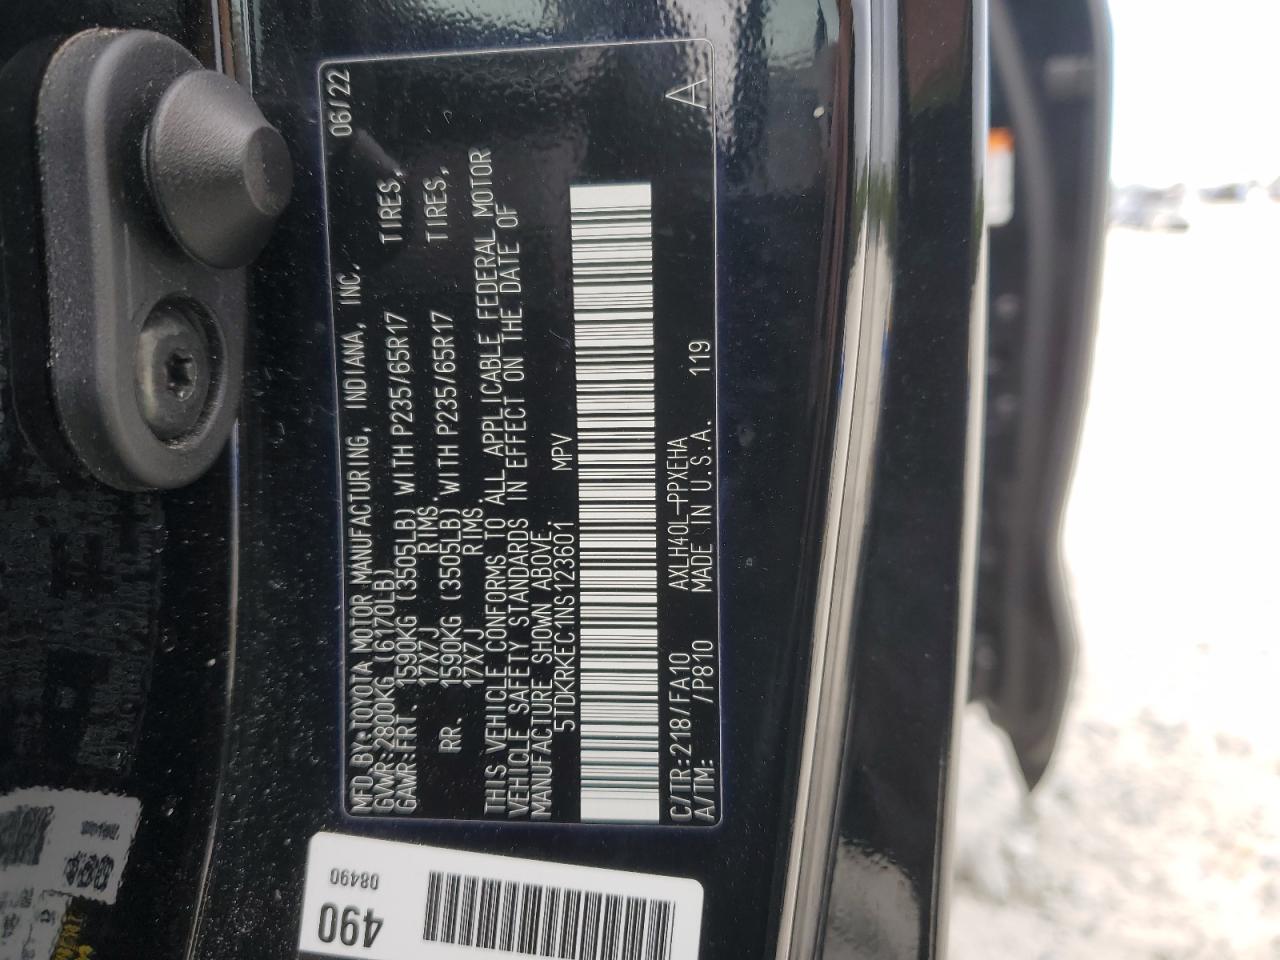 MFD.BY:TOYOTA MOTOR MANUFACTURING, INDIANA, INC. 06/22
GVWR:2800KG (6170LB)
GAWR:FRT. 1590KG (3505LB) WITH P235/65R17 TIRES,
17X7J RIMS.
RR. 1590KG (3505LB) WITH P235/65R17 TIRES,
17X7J RIMS.
THIS VEHICLE CONFORMS TO ALL APPLICABLE FEDERAL MOTOR
VEHICLE SAFETY STANDARDS IN EFFECT ON THE DATE OF
MANUFACTURE SHOWN ABOVE.
5TDKRKEC1NS123601 MPV
C/TR:218/FA10 AXLH40L-PPXEHA
A/TM: /P810 MADE IN U.S.A. 119 A
08490
490